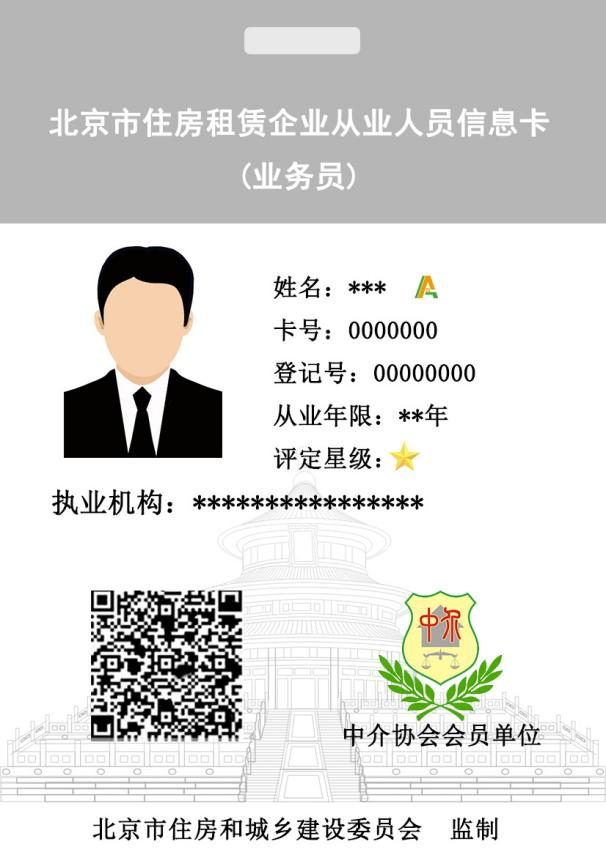 北京市住房租赁企业从业人员信息卡
(业务员)
姓名：*** A
卡号：0000000
登记号：00000000
从业年限：**年
评定星级：
执业机构：****************
中介
中介协会会员单位
北京市住房和城乡建设委员会 监制